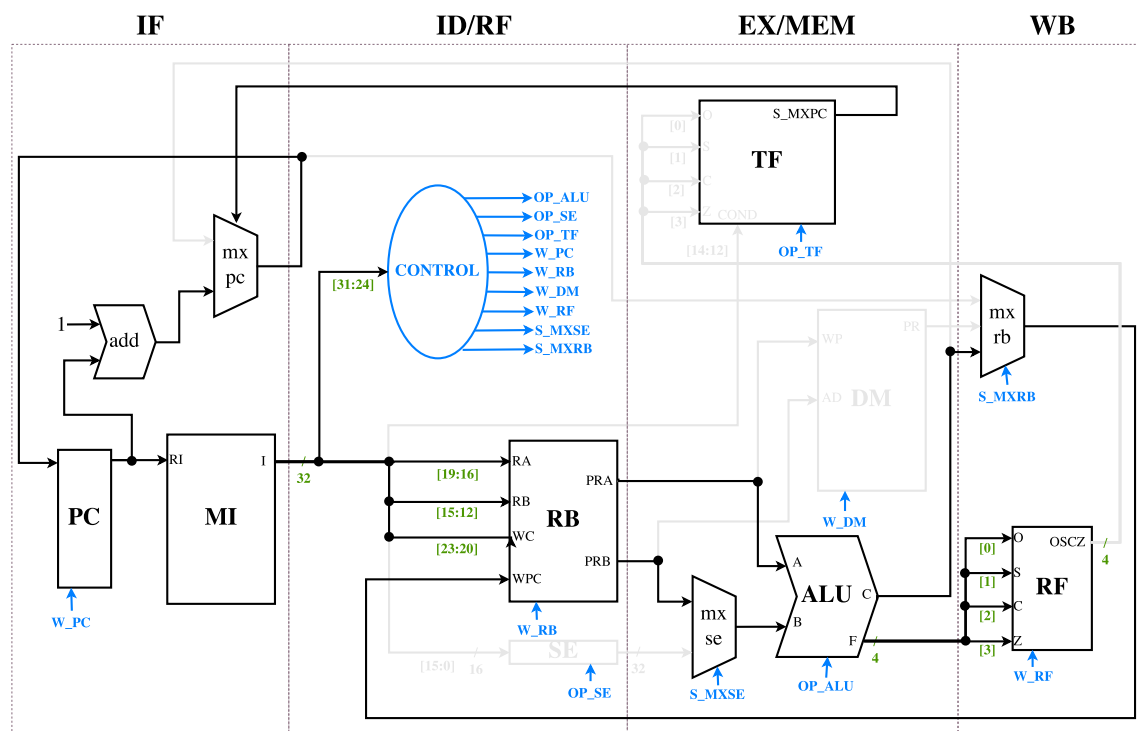 IF
ID/RF
EX/MEM
WB
S_MXPC
O
[0]
S
[1]
TF
C
[2]
Z
[3]
COND
[14:12]
OP_TF
OP_ALU
OP_SE
OP_TF
W_PC
W_RB
W_DM
W_RF
S_MXSE
S_MXRB
CONTROL
[31:24]
mx
pc
1
add
mx
rb
S_MXRB
WP
PR
AD
DM
W_DM
RI
I
32
PC
MI
W_PC
RA
[19:16]
RB
[15:12]
WC
[23:20]
WPC
RB
PRA
PRB
W_RB
SE
[15:0]
16
32
OP_SE
mx
se
S_MXSE
A
B
ALU
C
F
4
OP_ALU
O
[0]
S
[1]
C
[2]
Z
[3]
OSCZ
4
RF
W_RF